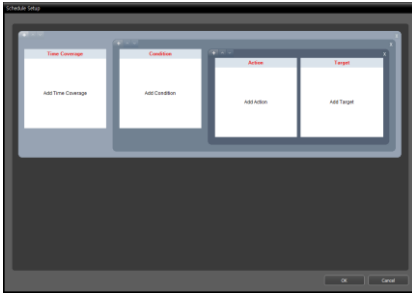 Schedule Setup
x
x
x
Time Coverage
Condition
Action
Target
Add Time Coverage
Add Condition
Add Action
Add Target
OK
Cancel